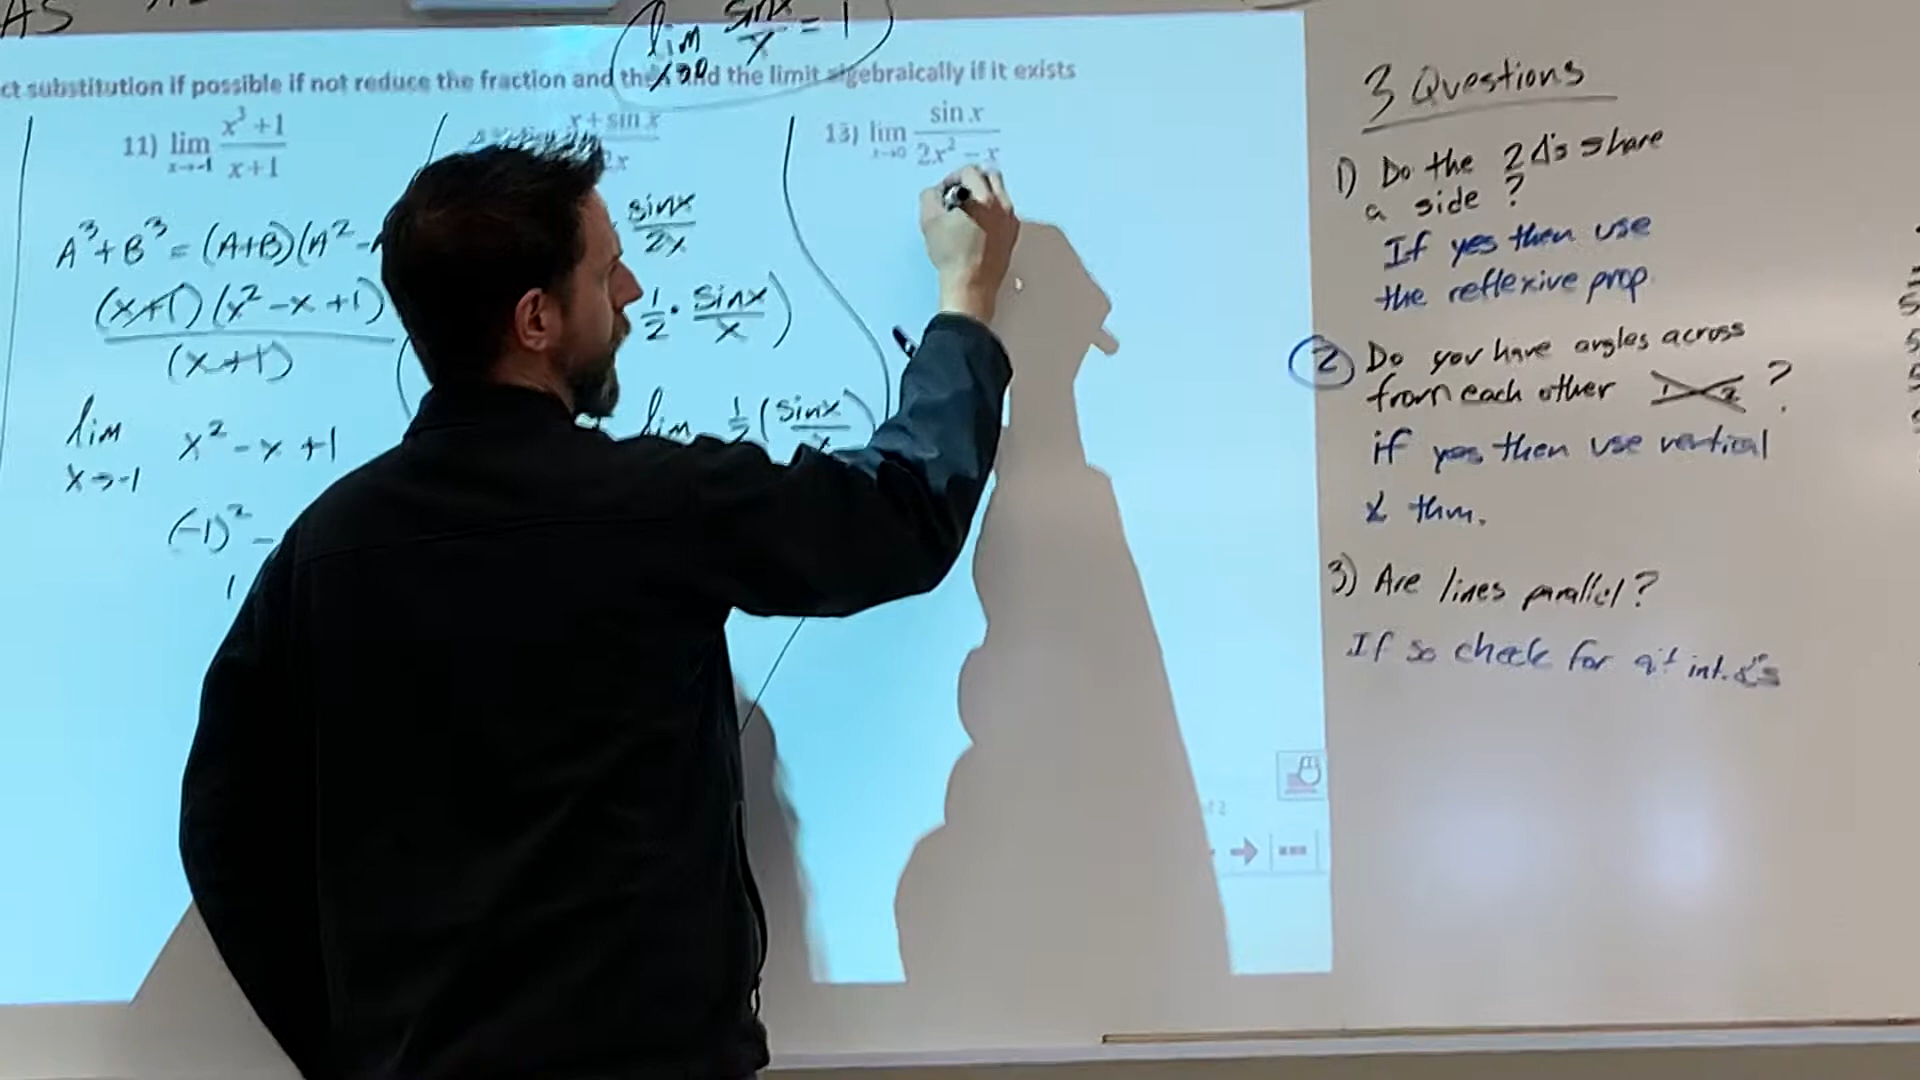 AS
lim sinx/x = 1
x→0
ct substitution if possible if not reduce the fraction and the find the limit algebraically if it exists
11) lim x³+1/x+1
x→-1
x+sin x/2x
13) lim sin x/2x²−x
x→0
A³+B³=(A+B)(A²-
(x+1)(x²-x+1)
(x+1)
lim x²-x+1
x→-1
(-1)²-
1
sinx/2x
1/2 · sinx/x)
lim 1/2(sinx/x
3 Questions
1) Do the 2 Δ's share
a side?
If yes then use
the reflexive prop.
2 Do you have angles across
from each other 1 2 ?
if yes, then use vertical
∠ thm.
3) Are lines parallel?
If so check for alt int. ∠'s